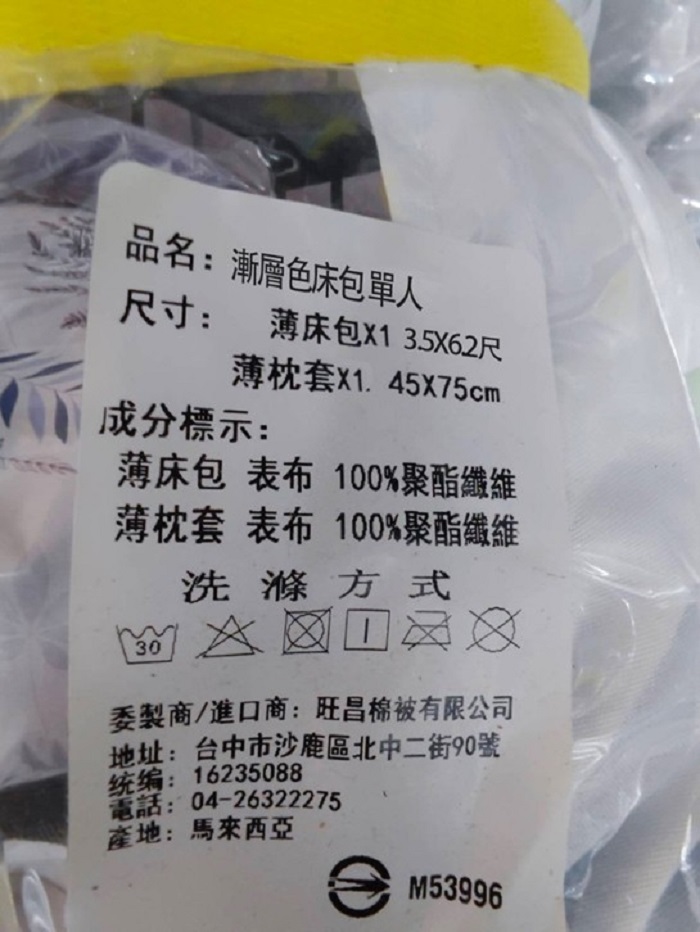 品名：漸層色床包單人
尺寸： 薄床包X1 3.5X6.2尺
薄枕套X1. 45X75cm
成分標示：
薄床包 表布 100%聚酯纖維
薄枕套 表布 100%聚酯纖維
洗滌方式
30
委製商/進口商：旺昌棉被有限公司
地址：台中市沙鹿區北中二街90號
统编：16235088
電話：04-26322275
產地：馬來西亞
M53996